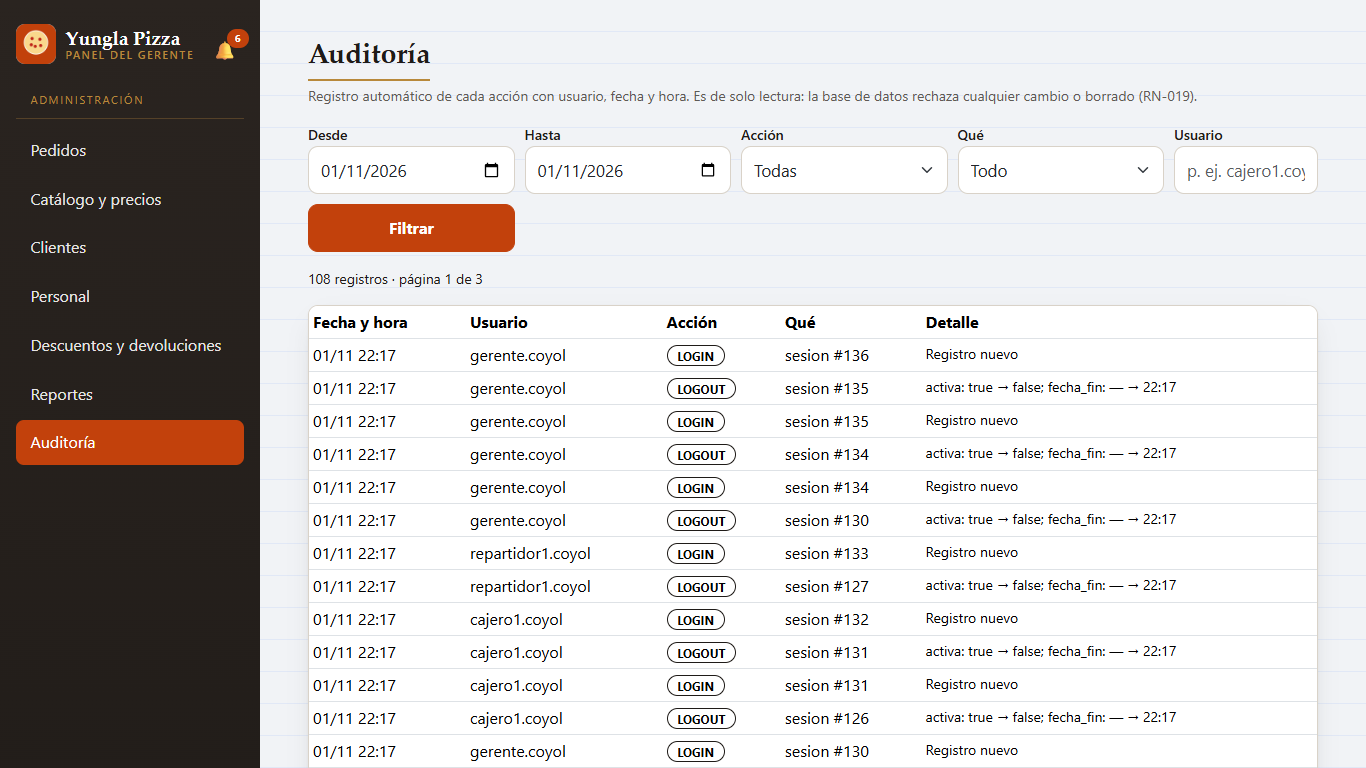 Yungla Pizza
PANEL DEL GERENTE
6
ADMINISTRACIÓN
Pedidos
Catálogo y precios
Clientes
Personal
Descuentos y devoluciones
Reportes
Auditoría
Auditoría
Registro automático de cada acción con usuario, fecha y hora. Es de solo lectura: la base de datos rechaza cualquier cambio o borrado (RN-019).
Desde Hasta Acción Qué Usuario
01/11/2026 01/11/2026 Todas Todo p. ej. cajero1.coy
Filtrar
108 registros · página 1 de 3
Fecha y hora Usuario Acción Qué Detalle
01/11 22:17 gerente.coyol LOGIN sesion #136 Registro nuevo
01/11 22:17 gerente.coyol LOGOUT sesion #135 activa: true → false; fecha_fin: — → 22:17
01/11 22:17 gerente.coyol LOGIN sesion #135 Registro nuevo
01/11 22:17 gerente.coyol LOGOUT sesion #134 activa: true → false; fecha_fin: — → 22:17
01/11 22:17 gerente.coyol LOGIN sesion #134 Registro nuevo
01/11 22:17 gerente.coyol LOGOUT sesion #130 activa: true → false; fecha_fin: — → 22:17
01/11 22:17 repartidor1.coyol LOGIN sesion #133 Registro nuevo
01/11 22:17 repartidor1.coyol LOGOUT sesion #127 activa: true → false; fecha_fin: — → 22:17
01/11 22:17 cajero1.coyol LOGIN sesion #132 Registro nuevo
01/11 22:17 cajero1.coyol LOGOUT sesion #131 activa: true → false; fecha_fin: — → 22:17
01/11 22:17 cajero1.coyol LOGIN sesion #131 Registro nuevo
01/11 22:17 cajero1.coyol LOGOUT sesion #126 activa: true → false; fecha_fin: — → 22:17
01/11 22:17 gerente.coyol LOGIN sesion #130 Registro nuevo